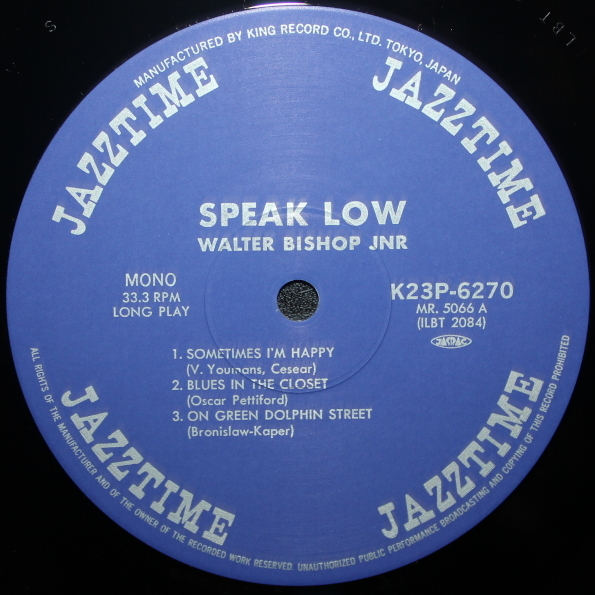 MANUFACTURED BY KING RECORD CO., LTD. TOKYO, JAPAN
JAZZTIME
JAZZTIME
SPEAK LOW
WALTER BISHOP JNR
MONO
33.3 RPM
LONG PLAY
K23P-6270
MR. 5066 A
(ILBT 2084)
JASRAC
1. SOMETIMES I'M HAPPY
(V. Youmans, Cesear)
2. BLUES IN THE CLOSET
(Oscar Pettiford)
3. ON GREEN DOLPHIN STREET
(Bronislaw-Kaper)
JAZZTIME
JAZZTIME
ALL RIGHTS OF THE MANUFACTURER AND OF THE OWNER OF THE RECORDED WORK RESERVED. UNAUTHORIZED PUBLIC PERFORMANCE BROADCASTING AND COPYING OF THIS RECORD PROHIBITED
LBT
S